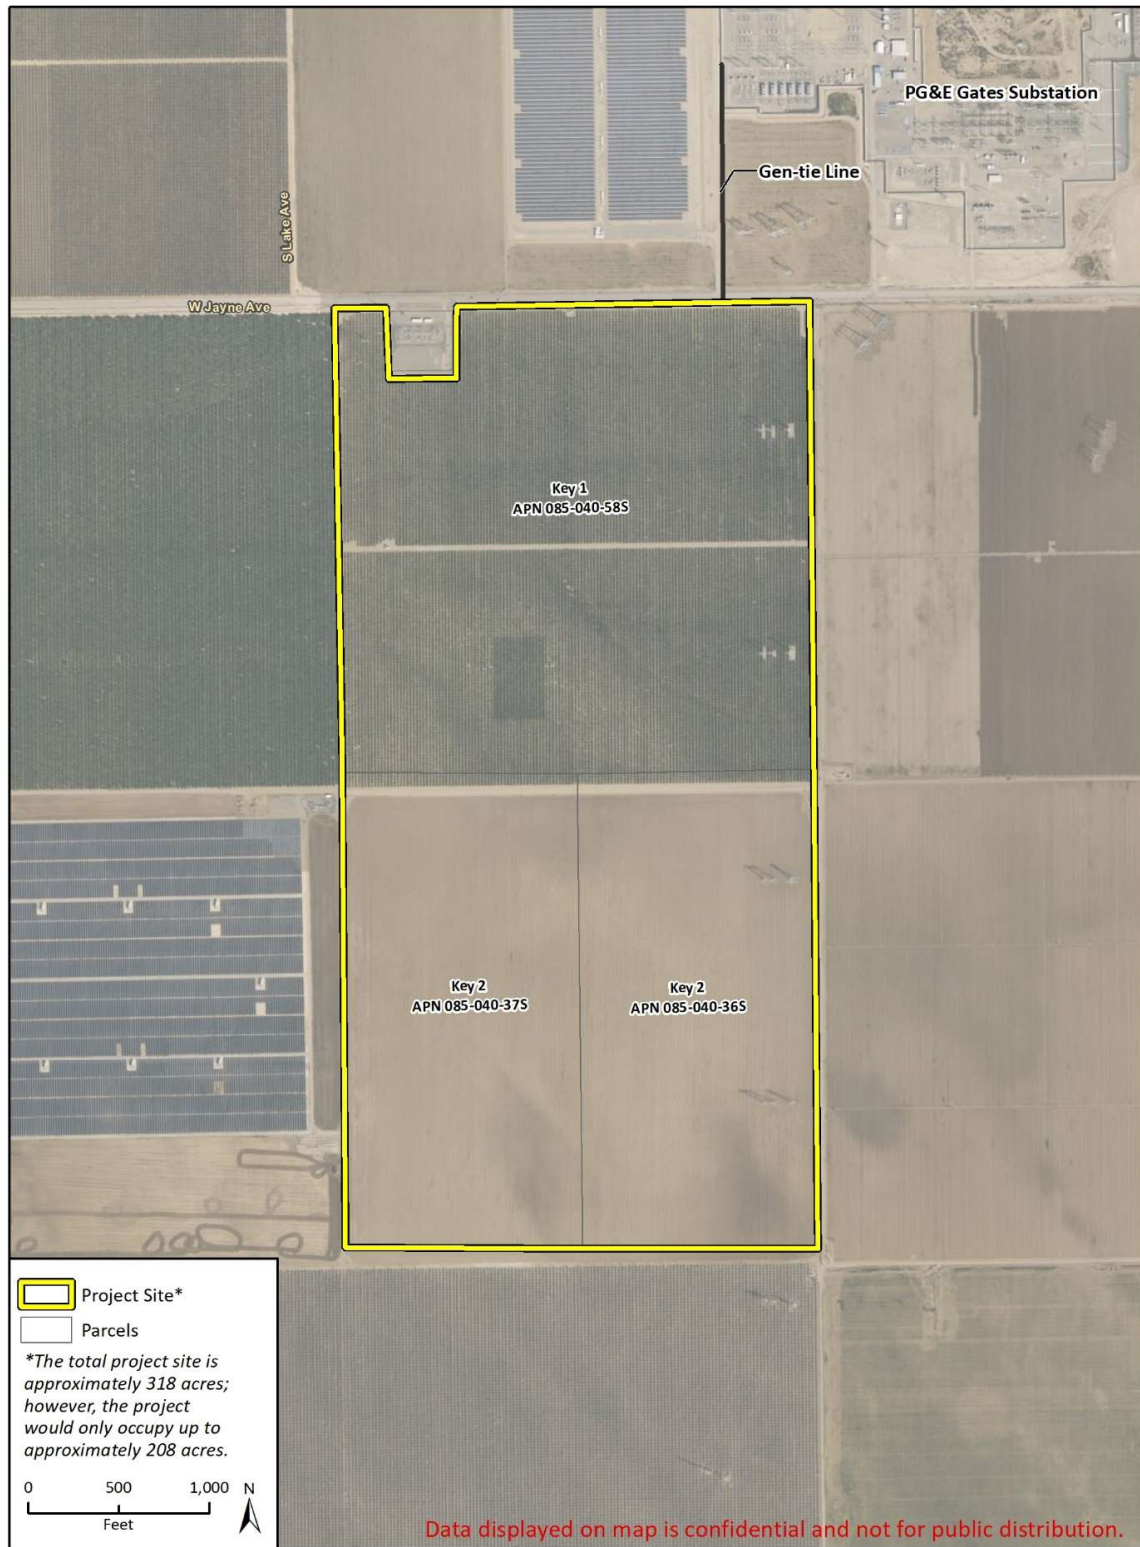 PG&E Gates Substation
Gen-tie Line
S Lake Ave
W Jayne Ave
Key 1
APN 085-040-58S
Key 2
APN 085-040-37S
Key 2
APN 085-040-36S
Project Site*
Parcels
*The total project site is
approximately 318 acres;
however, the project
would only occupy up to
approximately 208 acres.
0 500 1,000 N
Feet
Data displayed on map is confidential and not for public distribution.